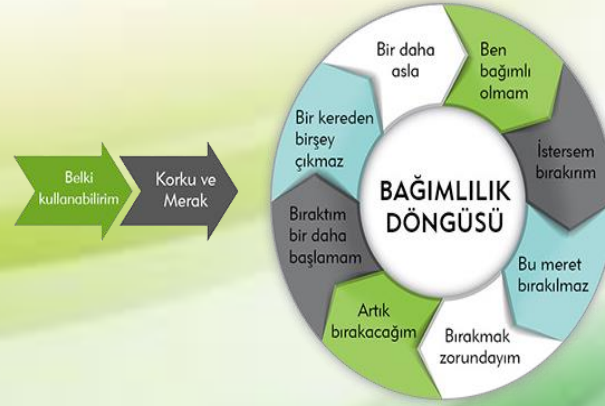 Belki
kullanabilirim
Korku ve
Merak
Bir kereden
birşey
çıkmaz
Bir daha
asla
Ben
bağımlı
olmam
İstersem
bırakırım
Bu meret
bırakılmaz
Bırakmak
zorundayım
Artık
bırakacağım
Bıraktım
bir daha
başlamam
BAĞIMLILIK
DÖNGÜSÜ